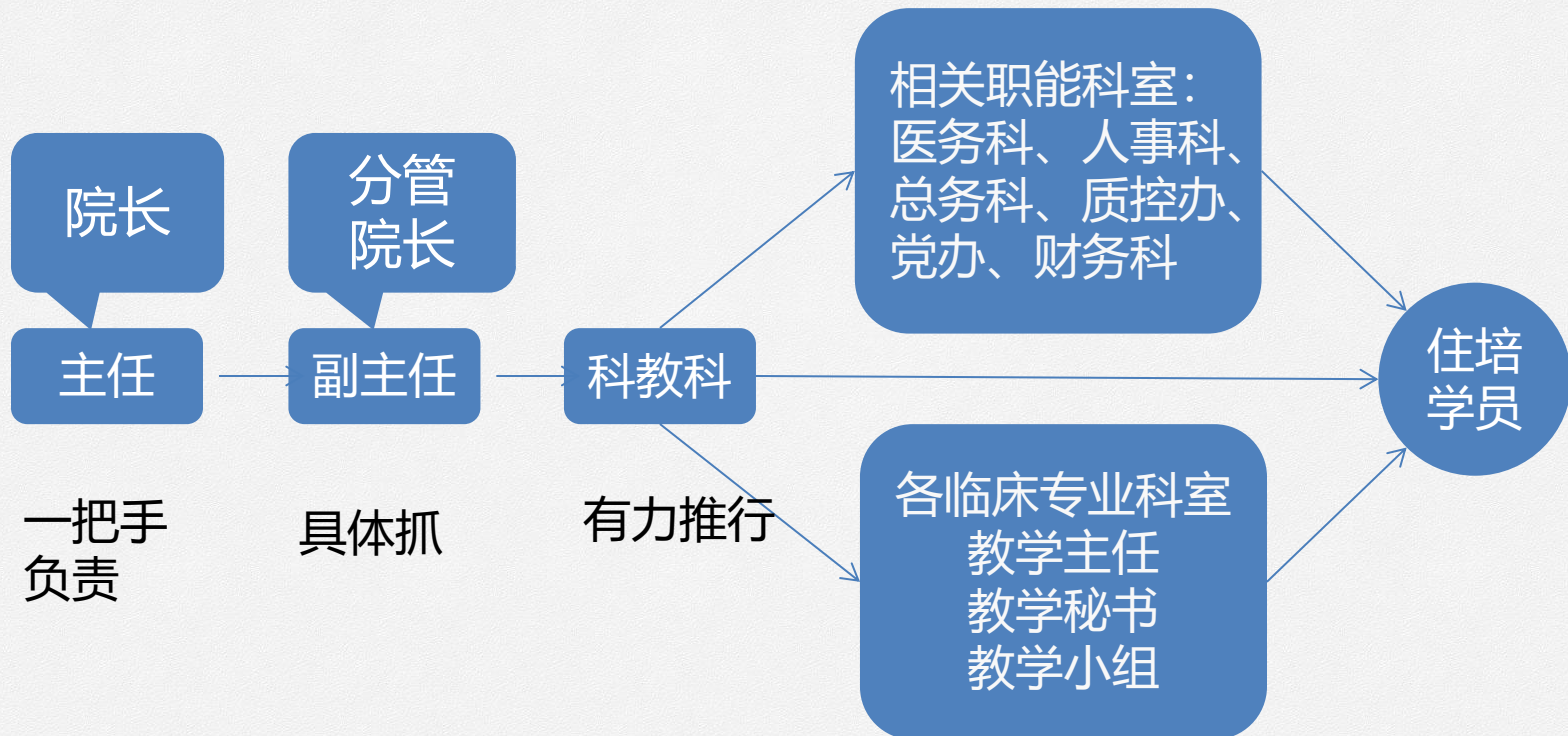 院长
分管
院长
主任
副主任
科教科
一把手
负责
具体抓
有力推行
相关职能科室：
医务科、人事科、
总务科、质控办、
党办、财务科
各临床专业科室
教学主任
教学秘书
教学小组
住培
学员